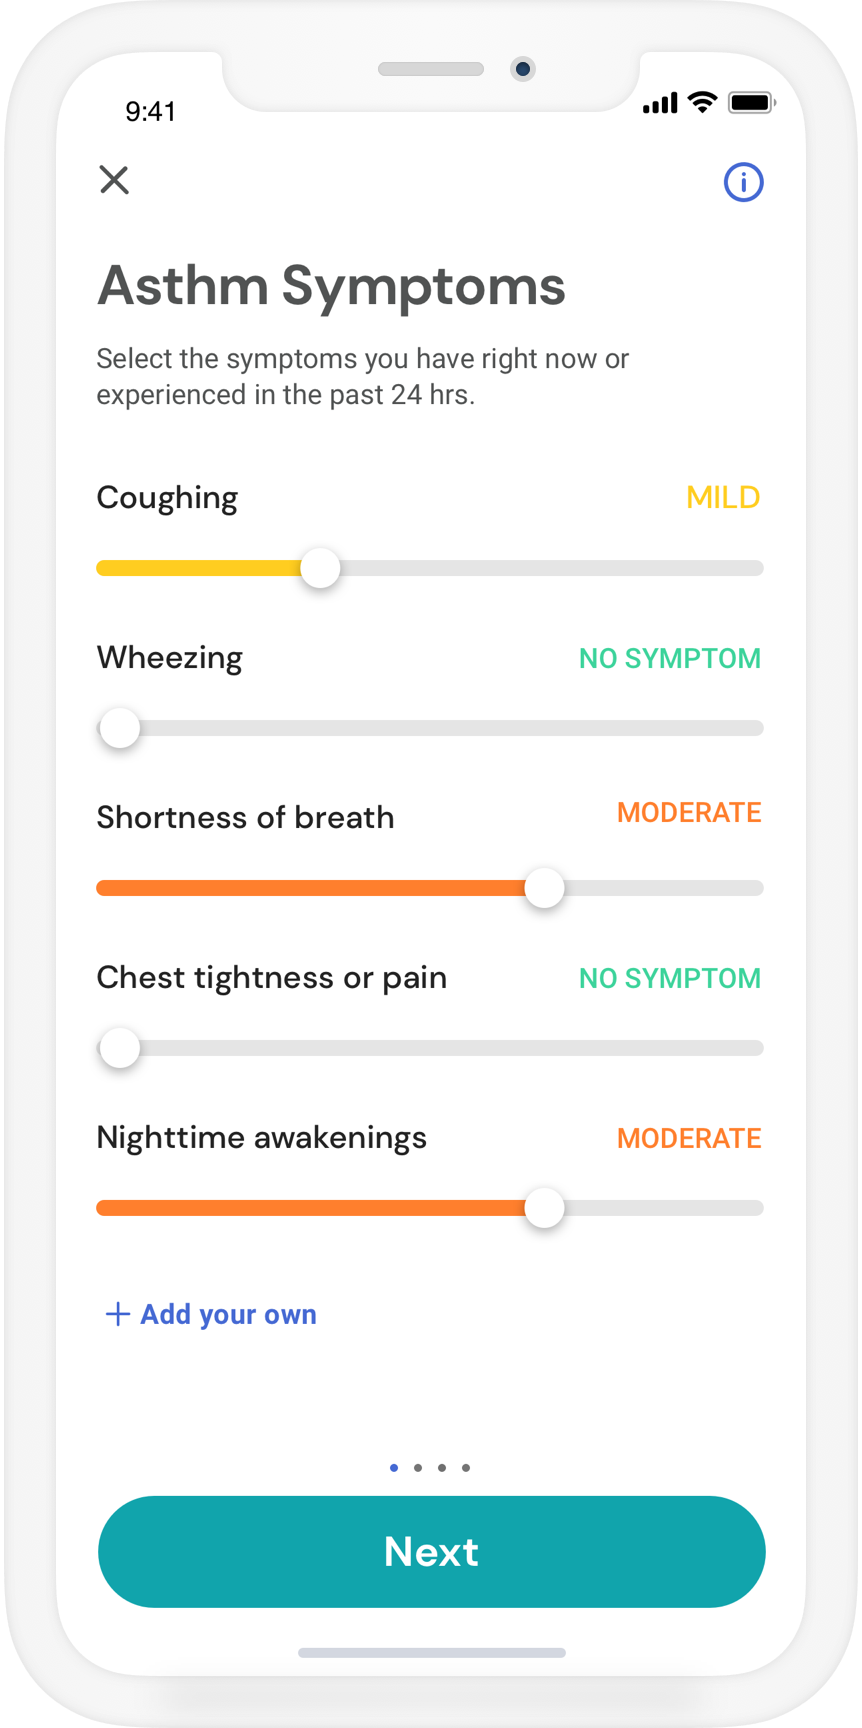 9:41
Asthm Symptoms
Select the symptoms you have right now or
experienced in the past 24 hrs.
Coughing MILD
Wheezing NO SYMPTOM
Shortness of breath MODERATE
Chest tightness or pain NO SYMPTOM
Nighttime awakenings MODERATE
+ Add your own
Next